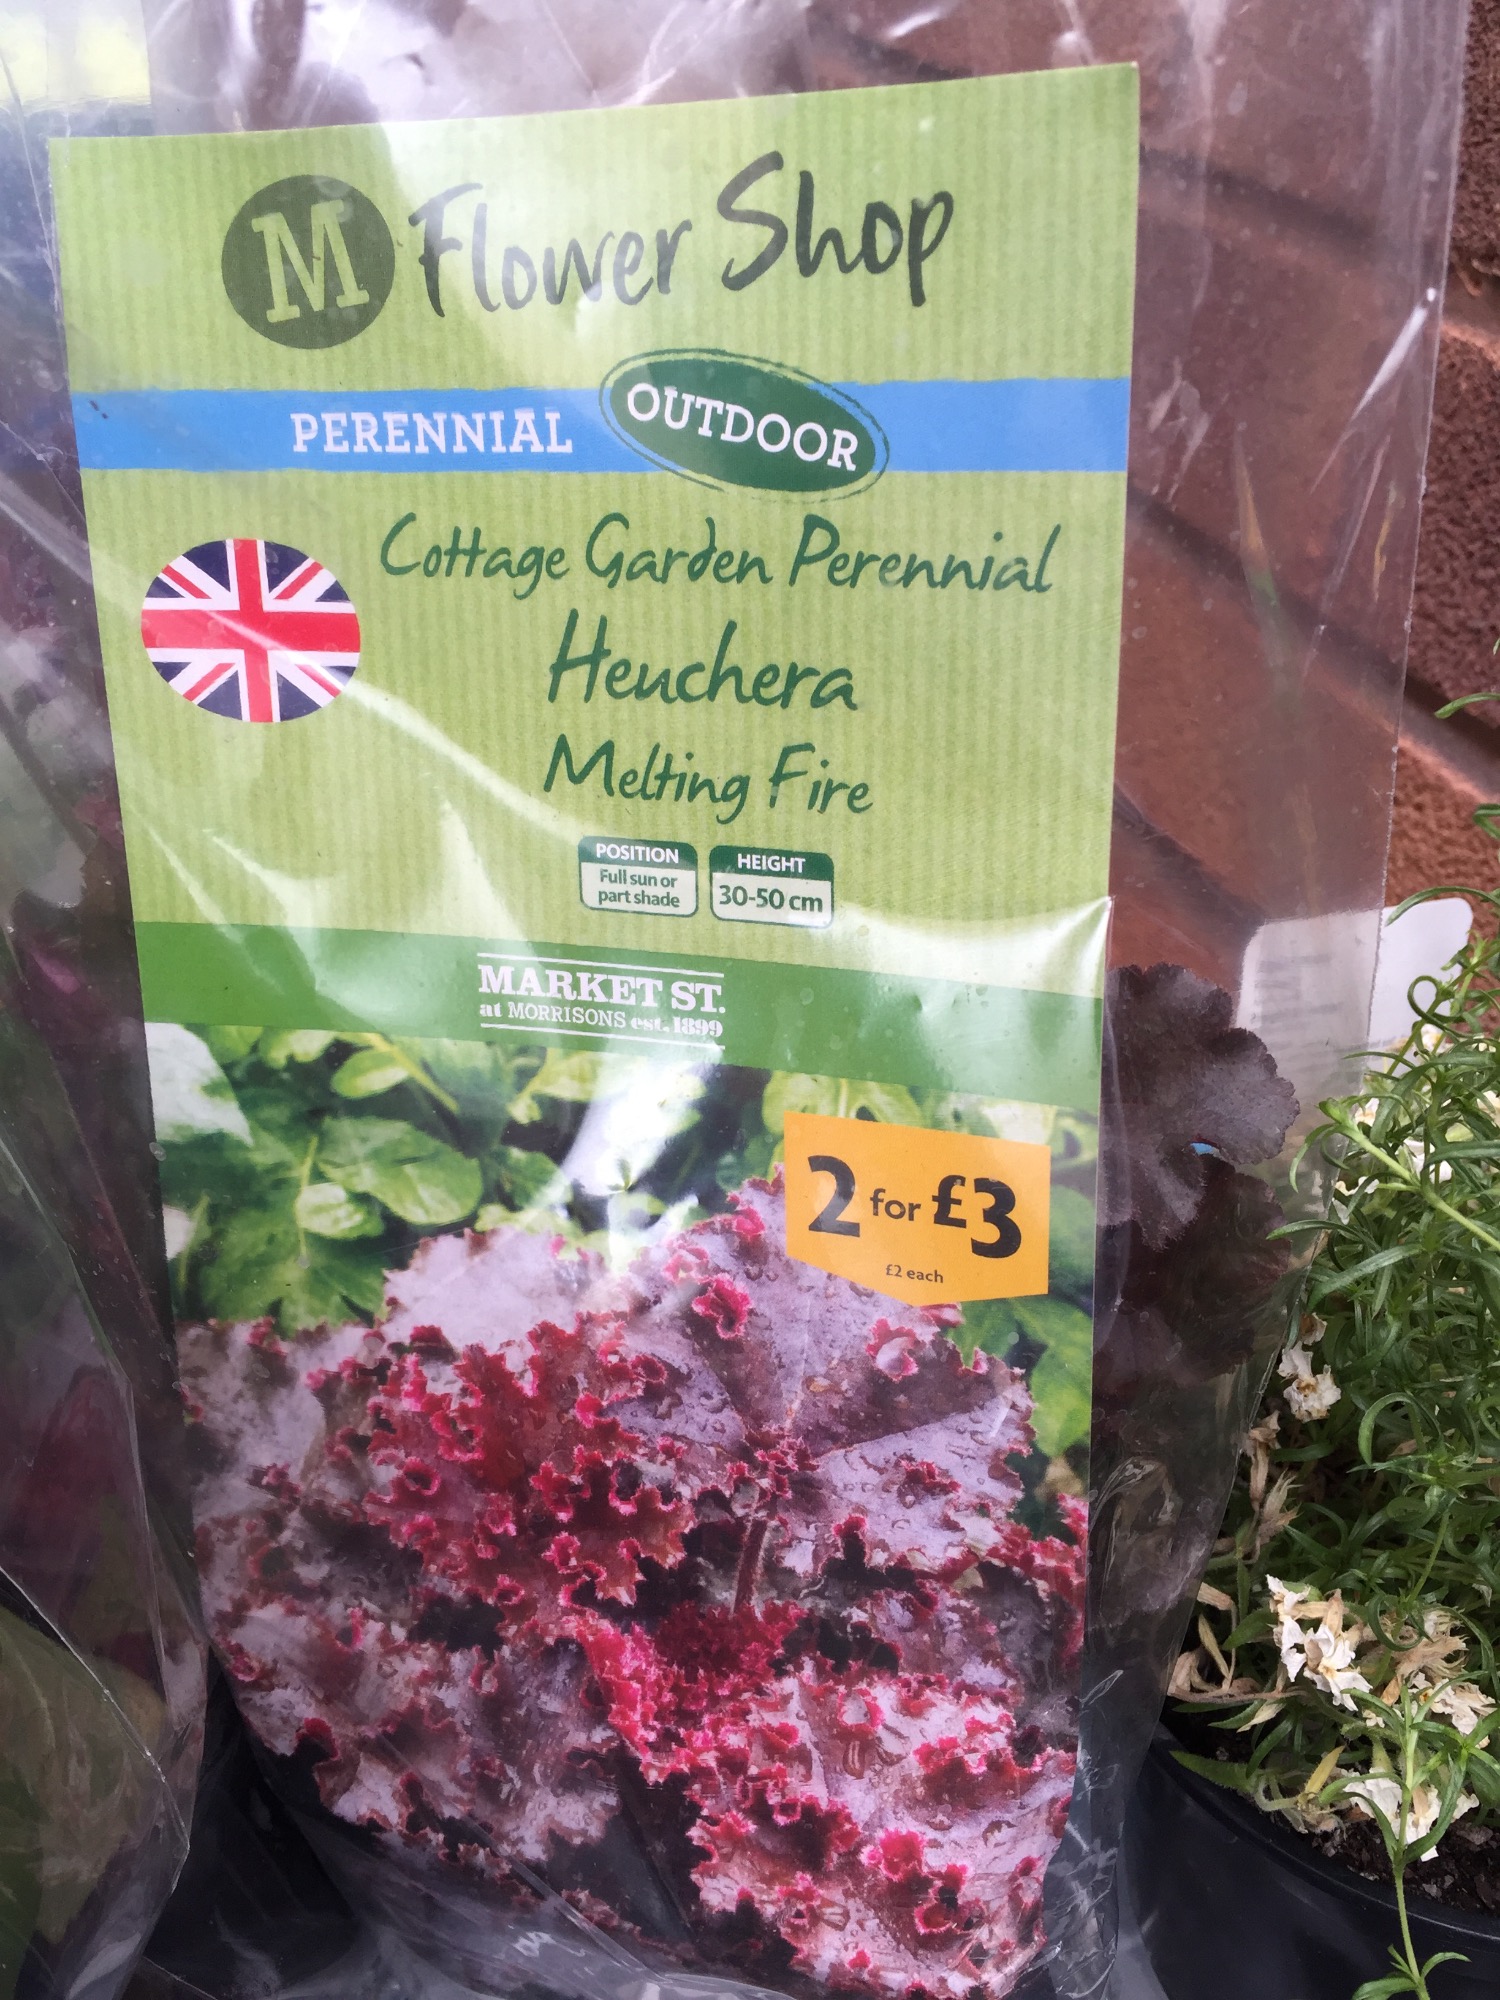 M Flower Shop
PERENNIAL
OUTDOOR
Cottage Garden Perennial
Heuchera
Melting Fire
POSITION
Full sun or
part shade
HEIGHT
30-50 cm
MARKET ST.
at MORRISONS est. 1899
2 for £3
£2 each